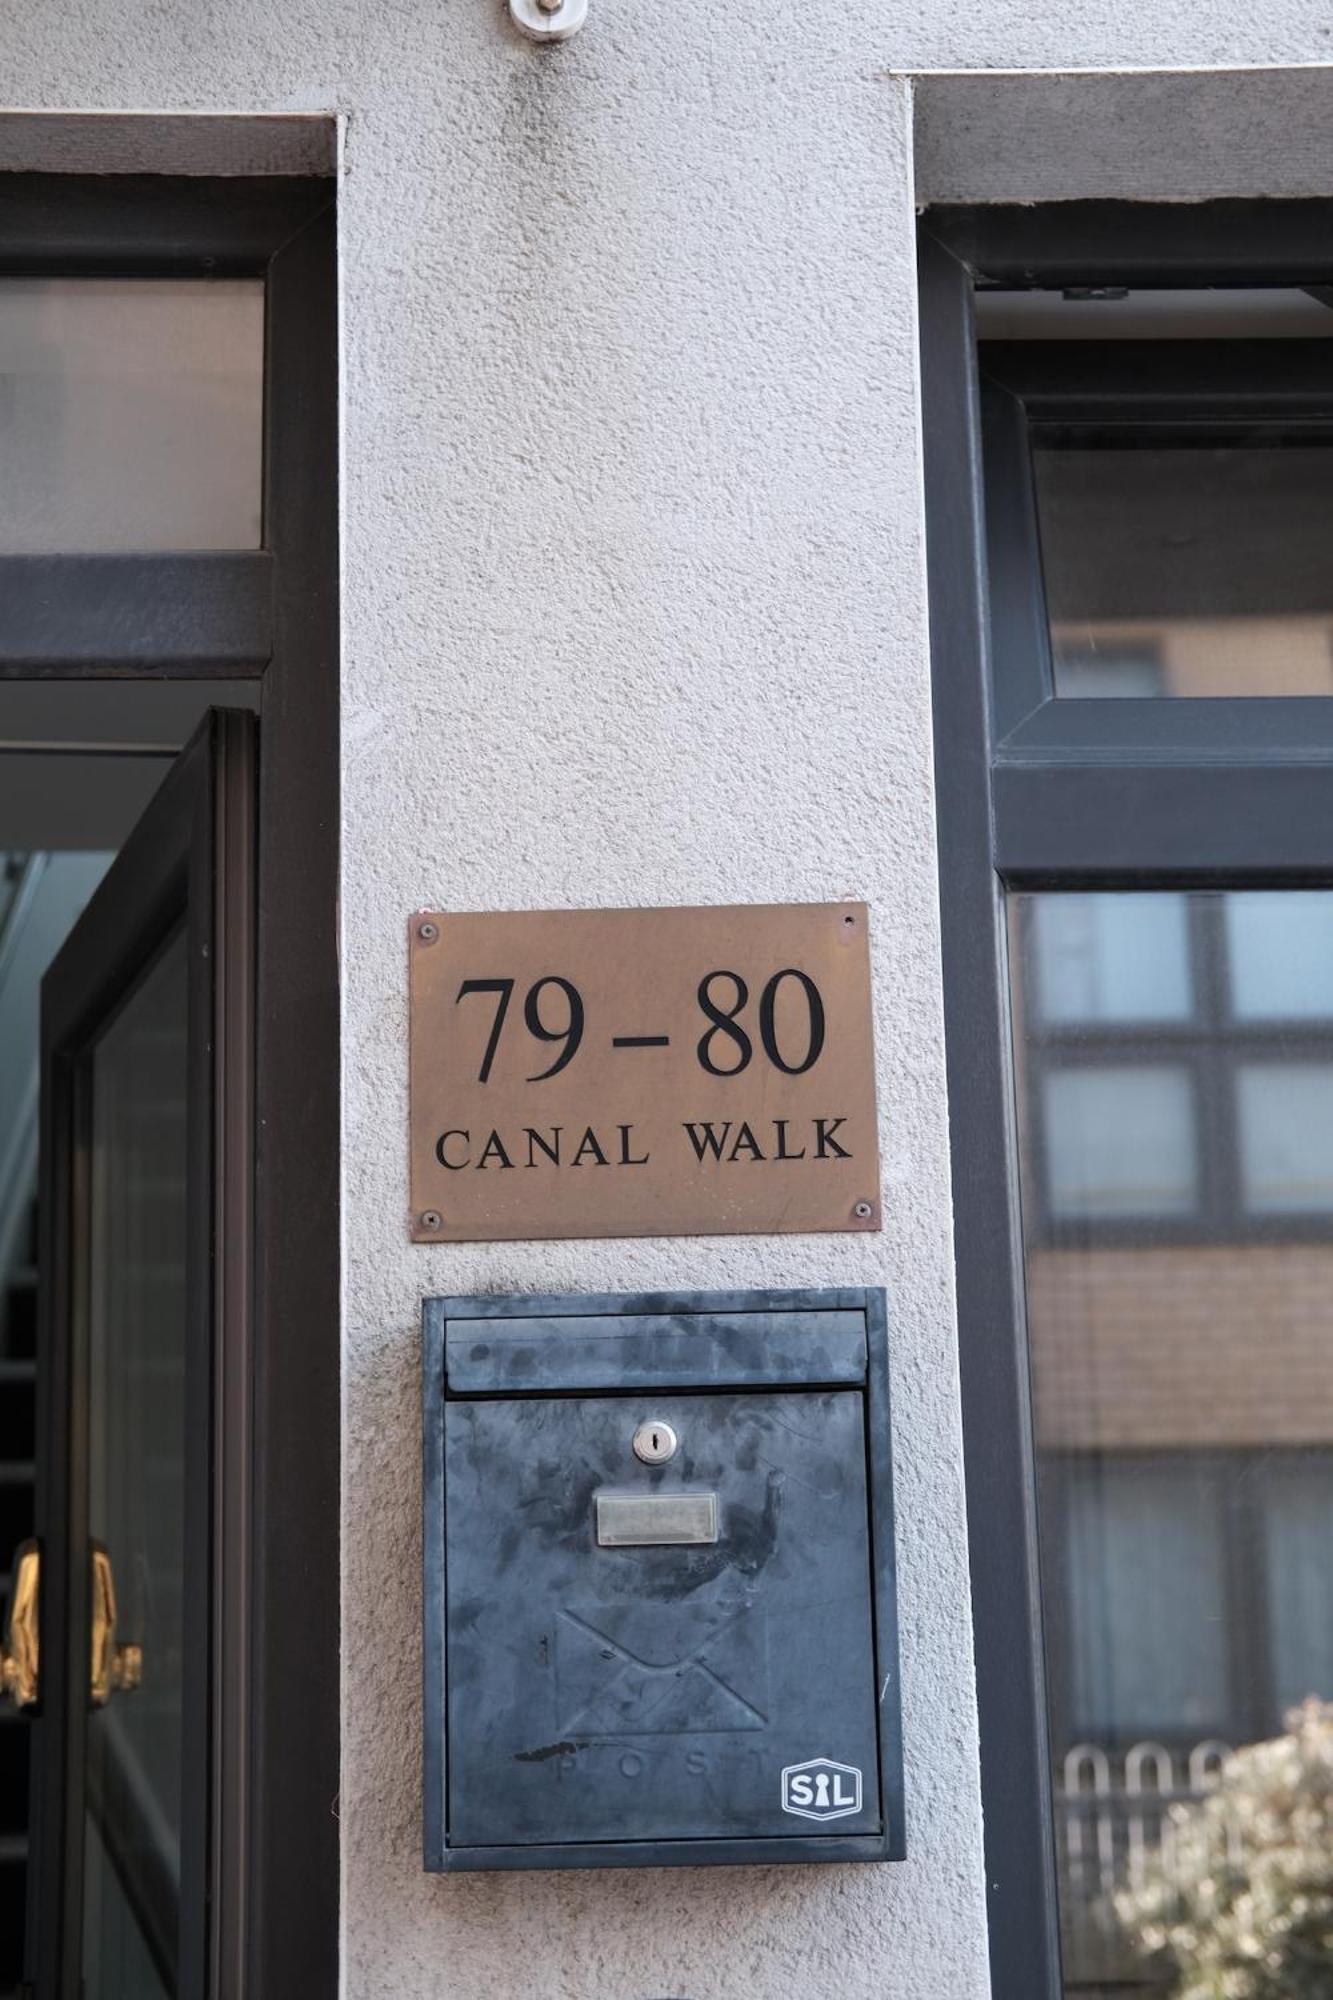 79 – 80
CANAL WALK
POST
SIL